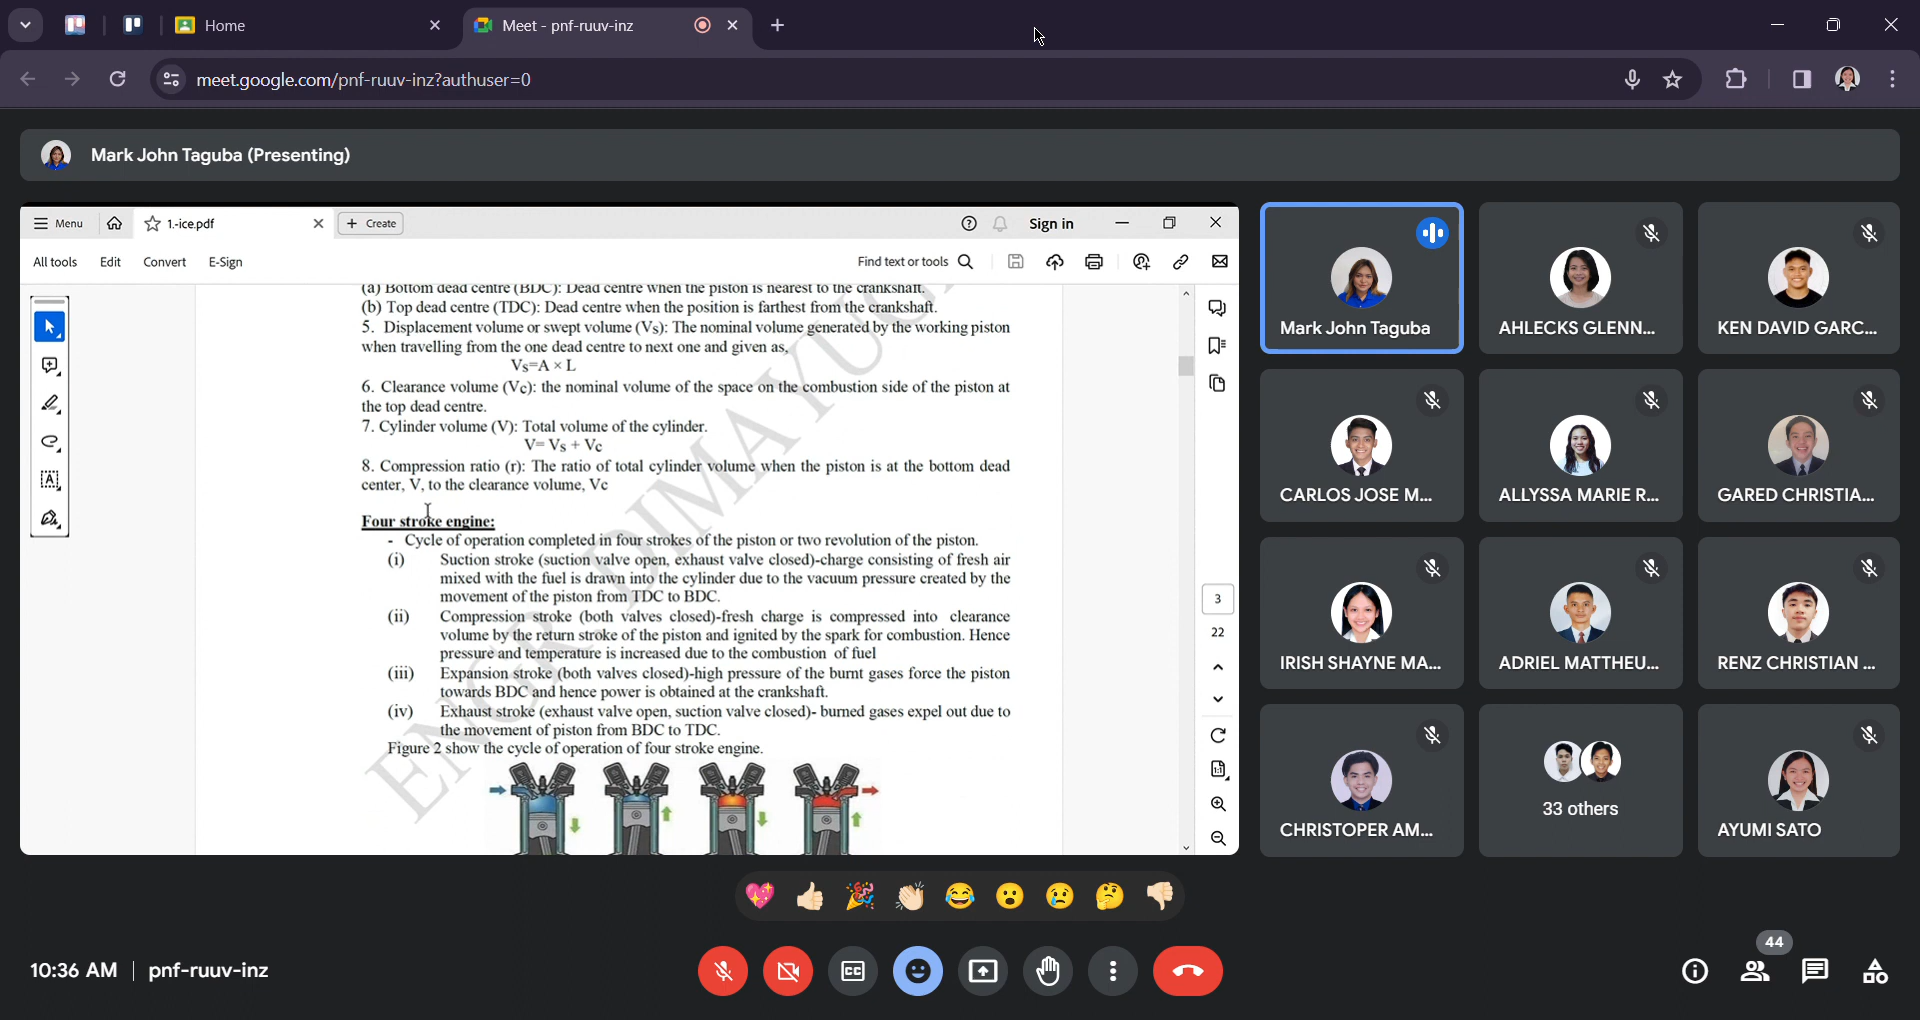 Home
Meet - pnf-ruuv-inz
meet.google.com/pnf-ruuv-inz?authuser=0
Mark John Taguba (Presenting)
Menu
1.-ice.pdf
Create
Sign in
All tools
Edit
Convert
E-Sign
Find text or tools
(a) Bottom dead centre (BDC): Dead centre when the piston is nearest to the crankshaft.
(b) Top dead centre (TDC): Dead centre when the position is farthest from the crankshaft.
5. Displacement volume or swept volume (Vs): The nominal volume generated by the working piston
when travelling from the one dead centre to next one and given as,
Vs=A × L
6. Clearance volume (Vc): the nominal volume of the space on the combustion side of the piston at
the top dead centre.
7. Cylinder volume (V): Total volume of the cylinder.
V= Vs + Vc
8. Compression ratio (r): The ratio of total cylinder volume when the piston is at the bottom dead
center, V, to the clearance volume, Vc
Four stroke engine:
- Cycle of operation completed in four strokes of the piston or two revolution of the piston.
(i) Suction stroke (suction valve open, exhaust valve closed)-charge consisting of fresh air
mixed with the fuel is drawn into the cylinder due to the vacuum pressure created by the
movement of the piston from TDC to BDC.
(ii) Compression stroke (both valves closed)-fresh charge is compressed into clearance
volume by the return stroke of the piston and ignited by the spark for combustion. Hence
pressure and temperature is increased due to the combustion of fuel
(iii) Expansion stroke (both valves closed)-high pressure of the burnt gases force the piston
towards BDC and hence power is obtained at the crankshaft.
(iv) Exhaust stroke (exhaust valve open, suction valve closed)- burned gases expel out due to
the movement of piston from BDC to TDC.
Figure 2 show the cycle of operation of four stroke engine.
ENGR. DIMAYUGA
3
22
Mark John Taguba
AHLECKS GLENN...
KEN DAVID GARC...
CARLOS JOSE M...
ALLYSSA MARIE R...
GARED CHRISTIA...
IRISH SHAYNE MA...
ADRIEL MATTHEU...
RENZ CHRISTIAN ...
CHRISTOPER AM...
33 others
AYUMI SATO
10:36 AM | pnf-ruuv-inz
CC
44